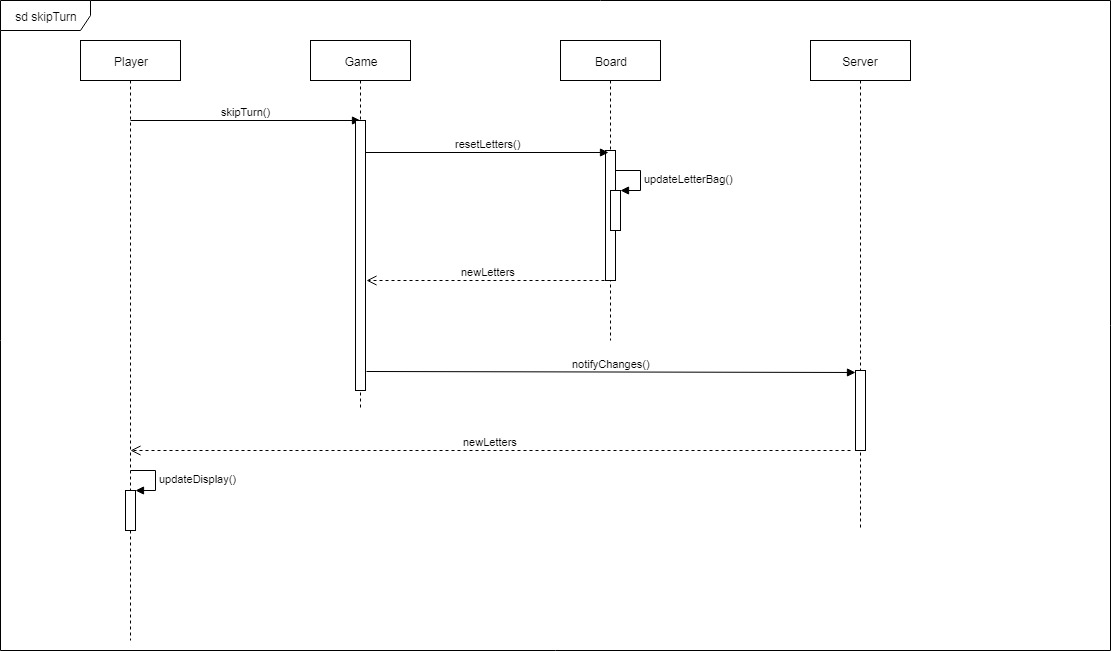 sd skipTurn
Player
Game
Board
Server
skipTurn()
resetLetters()
updateLetterBag()
newLetters
notifyChanges()
newLetters
updateDisplay()